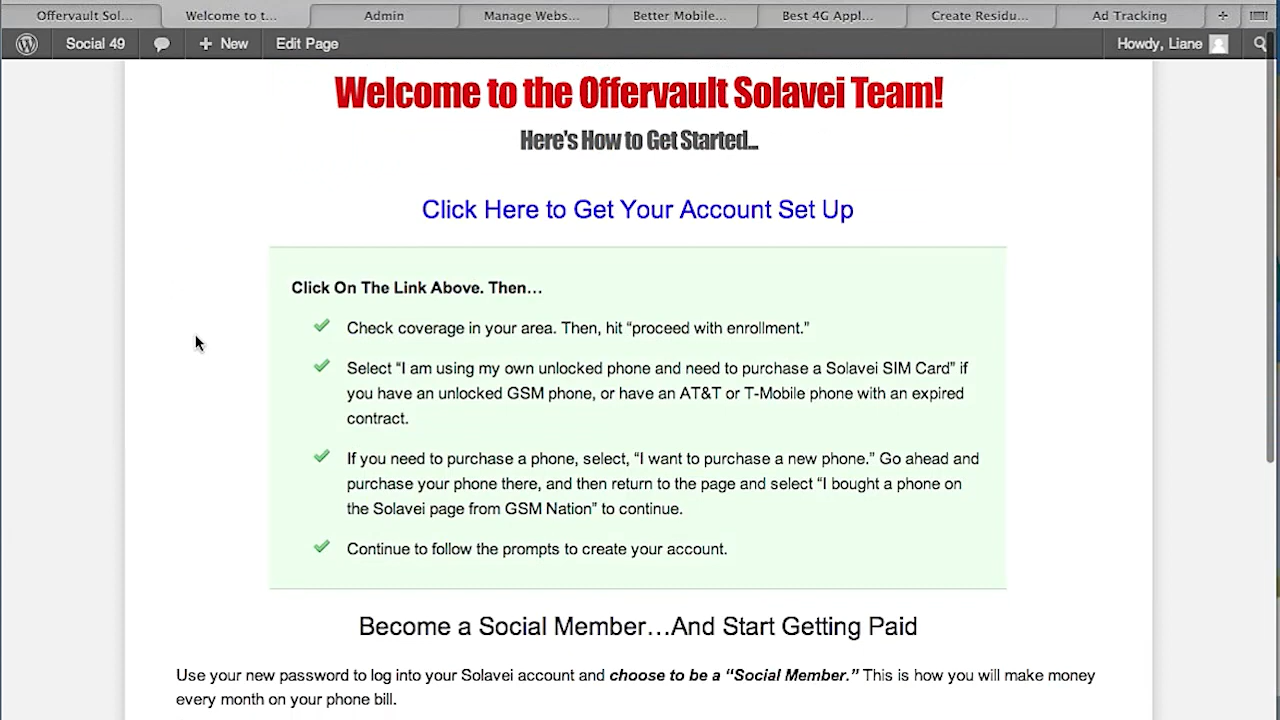 Offervault Sol...
Welcome to t...
Admin
Manage Webs...
Better Mobile...
Best 4G Appl...
Create Residu...
Ad Tracking
+
Social 49
+ New
Edit Page
Howdy, Liane
Welcome to the Offervault Solavei Team!
Here's How to Get Started...
Click Here to Get Your Account Set Up
Click On The Link Above. Then…
Check coverage in your area. Then, hit “proceed with enrollment.”
Select “I am using my own unlocked phone and need to purchase a Solavei SIM Card” if
you have an unlocked GSM phone, or have an AT&T or T-Mobile phone with an expired
contract.
If you need to purchase a phone, select, “I want to purchase a new phone.” Go ahead and
purchase your phone there, and then return to the page and select “I bought a phone on
the Solavei page from GSM Nation” to continue.
Continue to follow the prompts to create your account.
Become a Social Member…And Start Getting Paid
Use your new password to log into your Solavei account and choose to be a “Social Member.” This is how you will make money
every month on your phone bill.